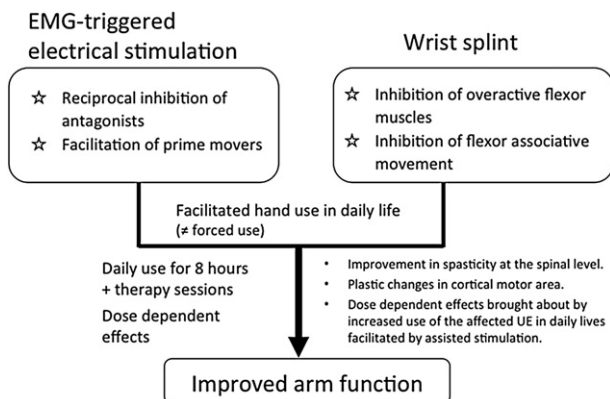 EMG-triggered
electrical stimulation
☆ Reciprocal inhibition of
antagonists
☆ Facilitation of prime movers
Wrist splint
☆ Inhibition of overactive flexor
muscles
☆ Inhibition of flexor associative
movement
Facilitated hand use in daily life
(≠ forced use)
Daily use for 8 hours
+ therapy sessions
Dose dependent
effects
• Improvement in spasticity at the spinal level.
• Plastic changes in cortical motor area.
• Dose dependent effects brought about by
increased use of the affected UE in daily lives
facilitated by assisted stimulation.
Improved arm function